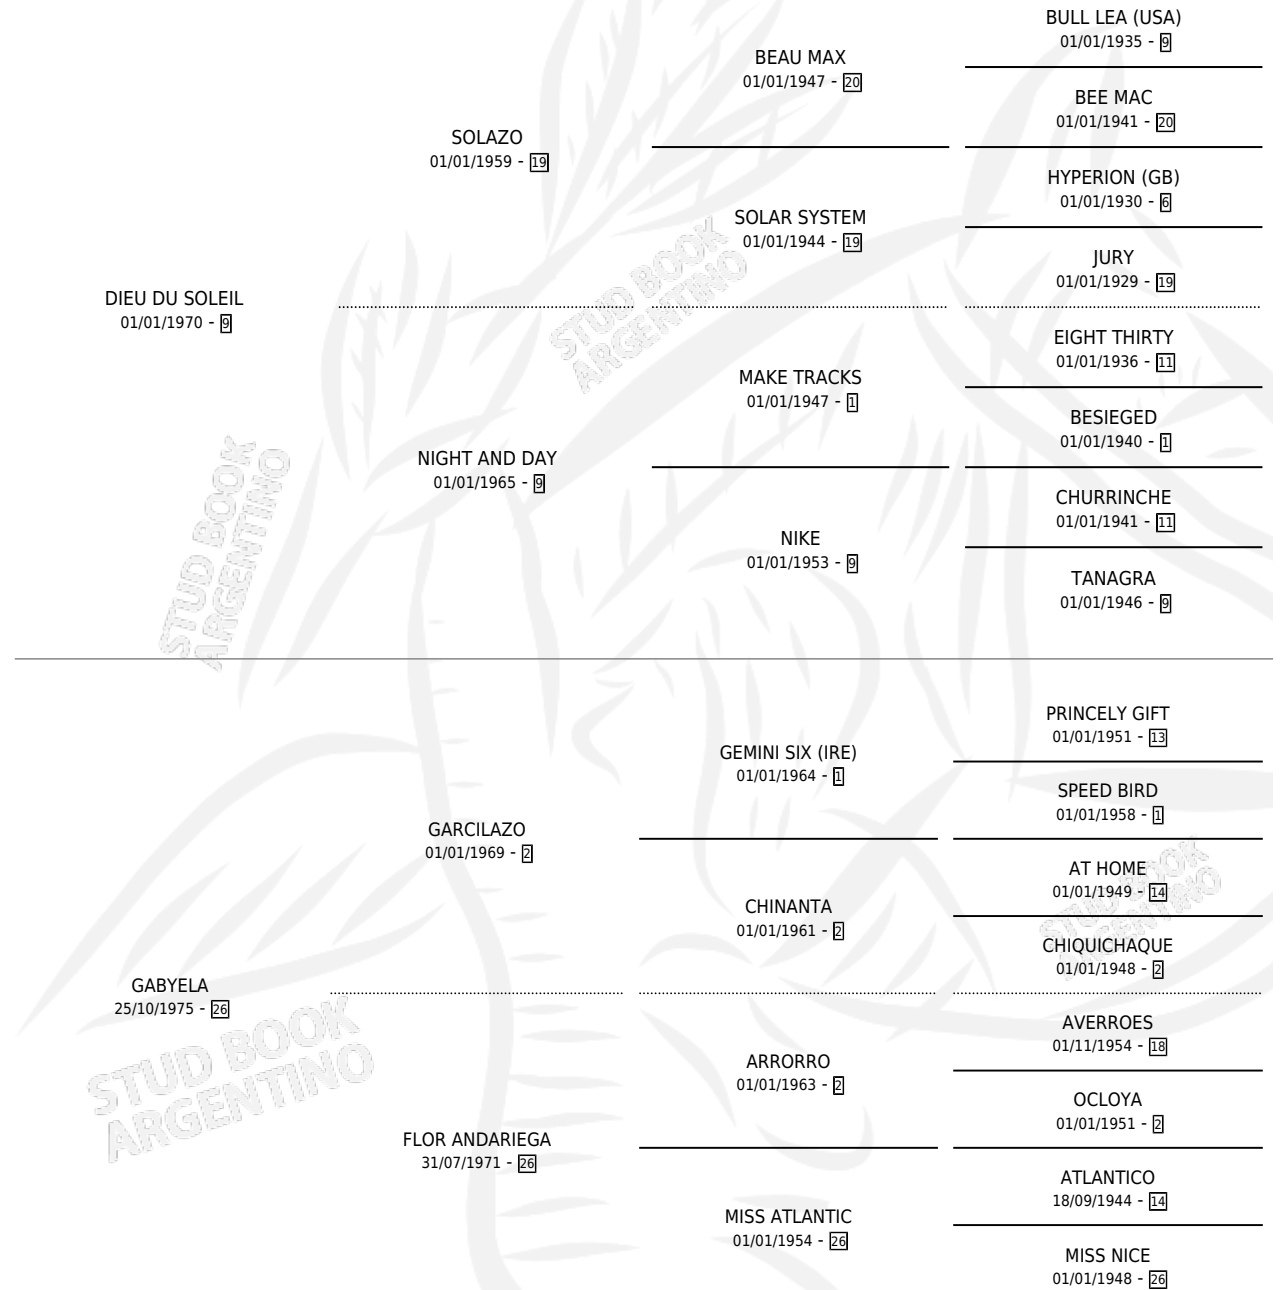 BULL LEA (USA)
01/01/1935 - 9
BEAU MAX
01/01/1947 - 20
BEE MAC
01/01/1941 - 20
SOLAZO
01/01/1959 - 19
HYPERION (GB)
01/01/1930 - 6
SOLAR SYSTEM
01/01/1944 - 19
JURY
01/01/1929 - 19
DIEU DU SOLEIL
01/01/1970 - 9
EIGHT THIRTY
01/01/1936 - 11
MAKE TRACKS
01/01/1947 - 1
BESIEGED
01/01/1940 - 1
NIGHT AND DAY
01/01/1965 - 9
CHURRINCHE
01/01/1941 - 11
NIKE
01/01/1953 - 9
TANAGRA
01/01/1946 - 9
PRINCELY GIFT
01/01/1951 - 13
GEMINI SIX (IRE)
01/01/1964 - 1
SPEED BIRD
01/01/1958 - 1
GARCILAZO
01/01/1969 - 2
AT HOME
01/01/1949 - 14
CHINANTA
01/01/1961 - 2
CHIQUICHAQUE
01/01/1948 - 2
GABYELA
25/10/1975 - 26
AVERROES
01/11/1954 - 18
ARRORRO
01/01/1963 - 2
OCLOYA
01/01/1951 - 2
FLOR ANDARIEGA
31/07/1971 - 26
ATLANTICO
18/09/1944 - 14
MISS ATLANTIC
01/01/1954 - 26
MISS NICE
01/01/1948 - 26
STUD BOOK
ARGENTINO
STUD BOOK
ARGENTINO
STUD BOOK
ARGENTINO
STUD BOOK
ARGENTINO